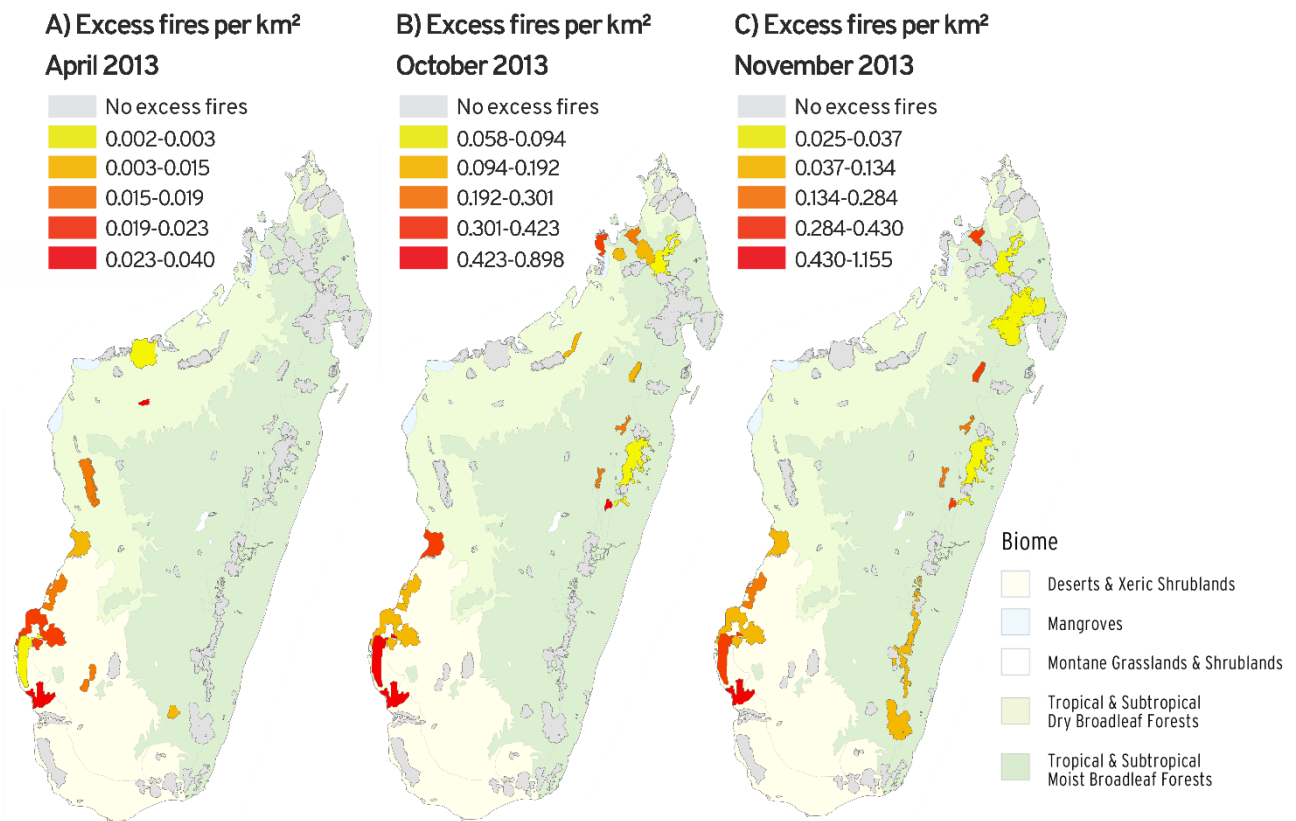 A) Excess fires per km²
April 2013
No excess fires
0.002-0.003
0.003-0.015
0.015-0.019
0.019-0.023
0.023-0.040
B) Excess fires per km²
October 2013
No excess fires
0.058-0.094
0.094-0.192
0.192-0.301
0.301-0.423
0.423-0.898
C) Excess fires per km²
November 2013
No excess fires
0.025-0.037
0.037-0.134
0.134-0.284
0.284-0.430
0.430-1.155
Biome
Deserts & Xeric Shrublands
Mangroves
Montane Grasslands & Shrublands
Tropical & Subtropical
Dry Broadleaf Forests
Tropical & Subtropical
Moist Broadleaf Forests